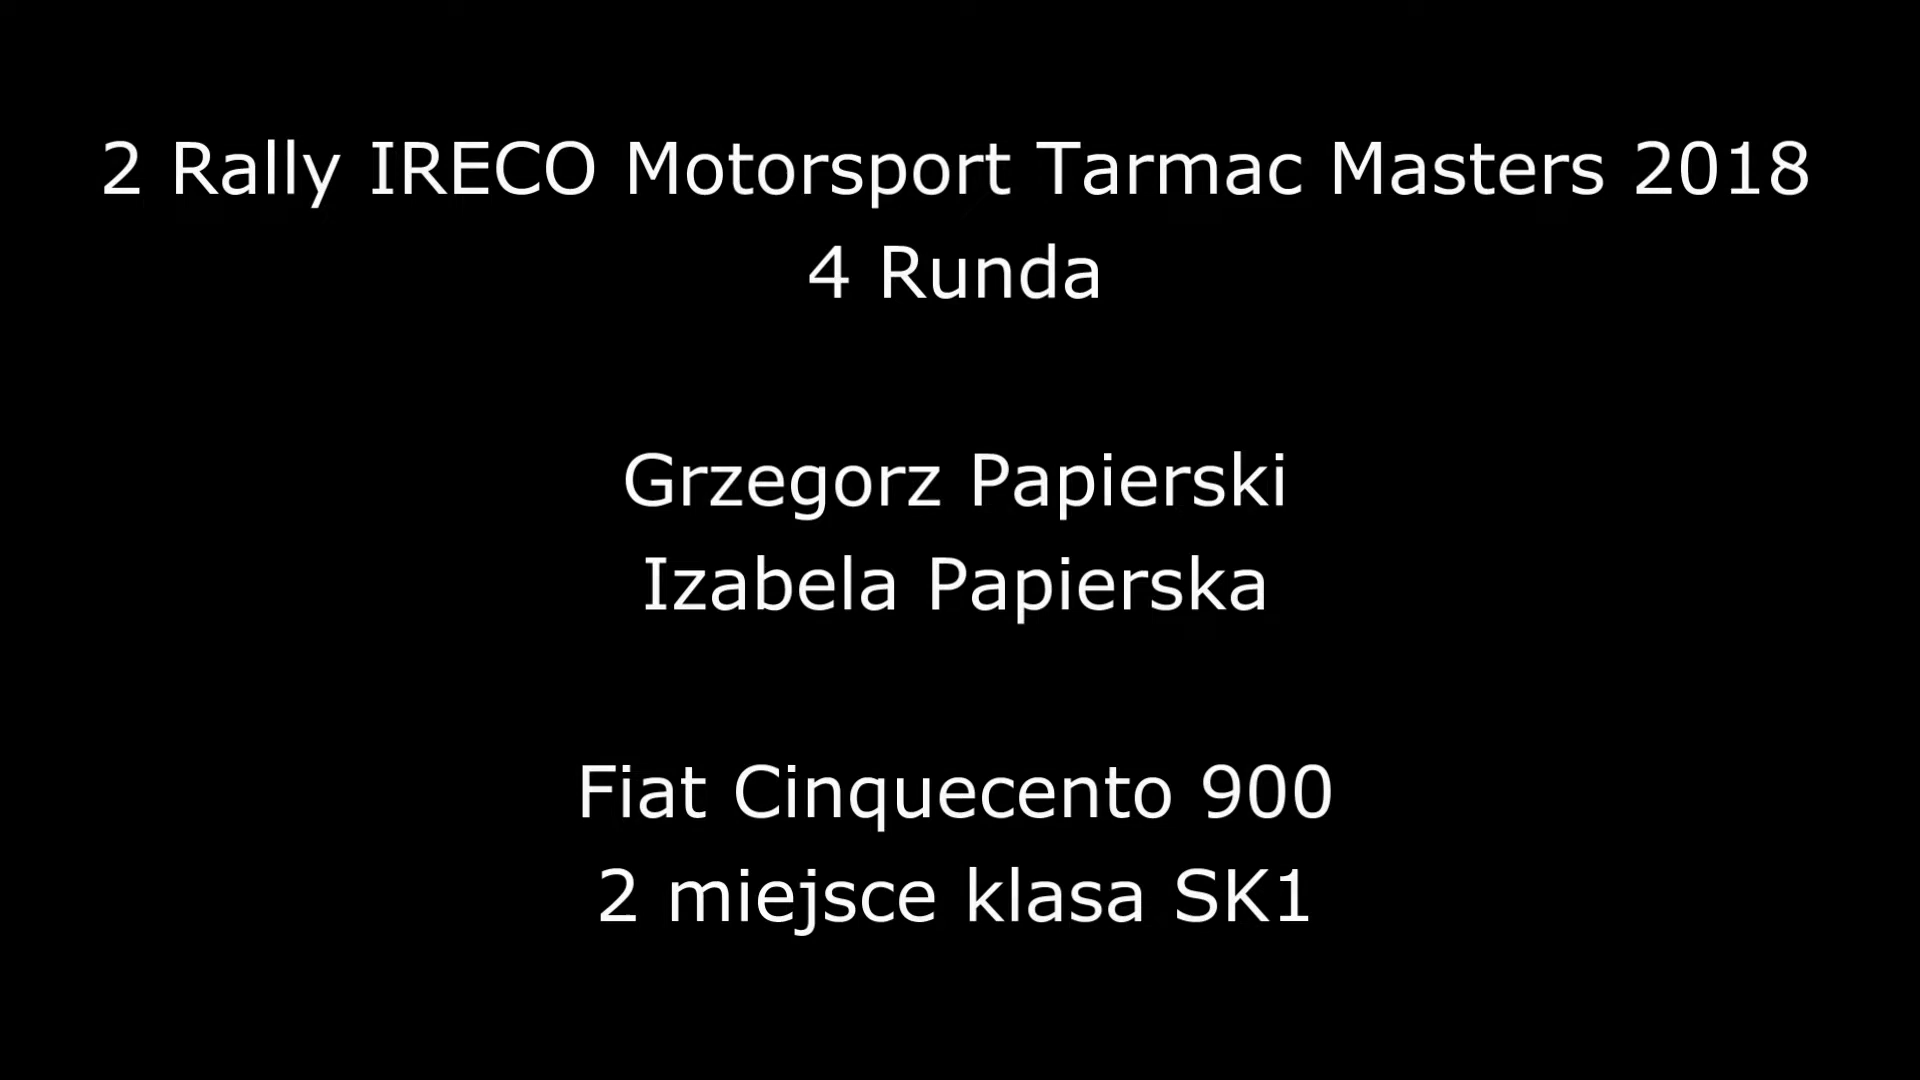 2 Rally IRECO Motorsport Tarmac Masters 2018
4 Runda
Grzegorz Papierski
Izabela Papierska
Fiat Cinquecento 900
2 miejsce klasa SK1